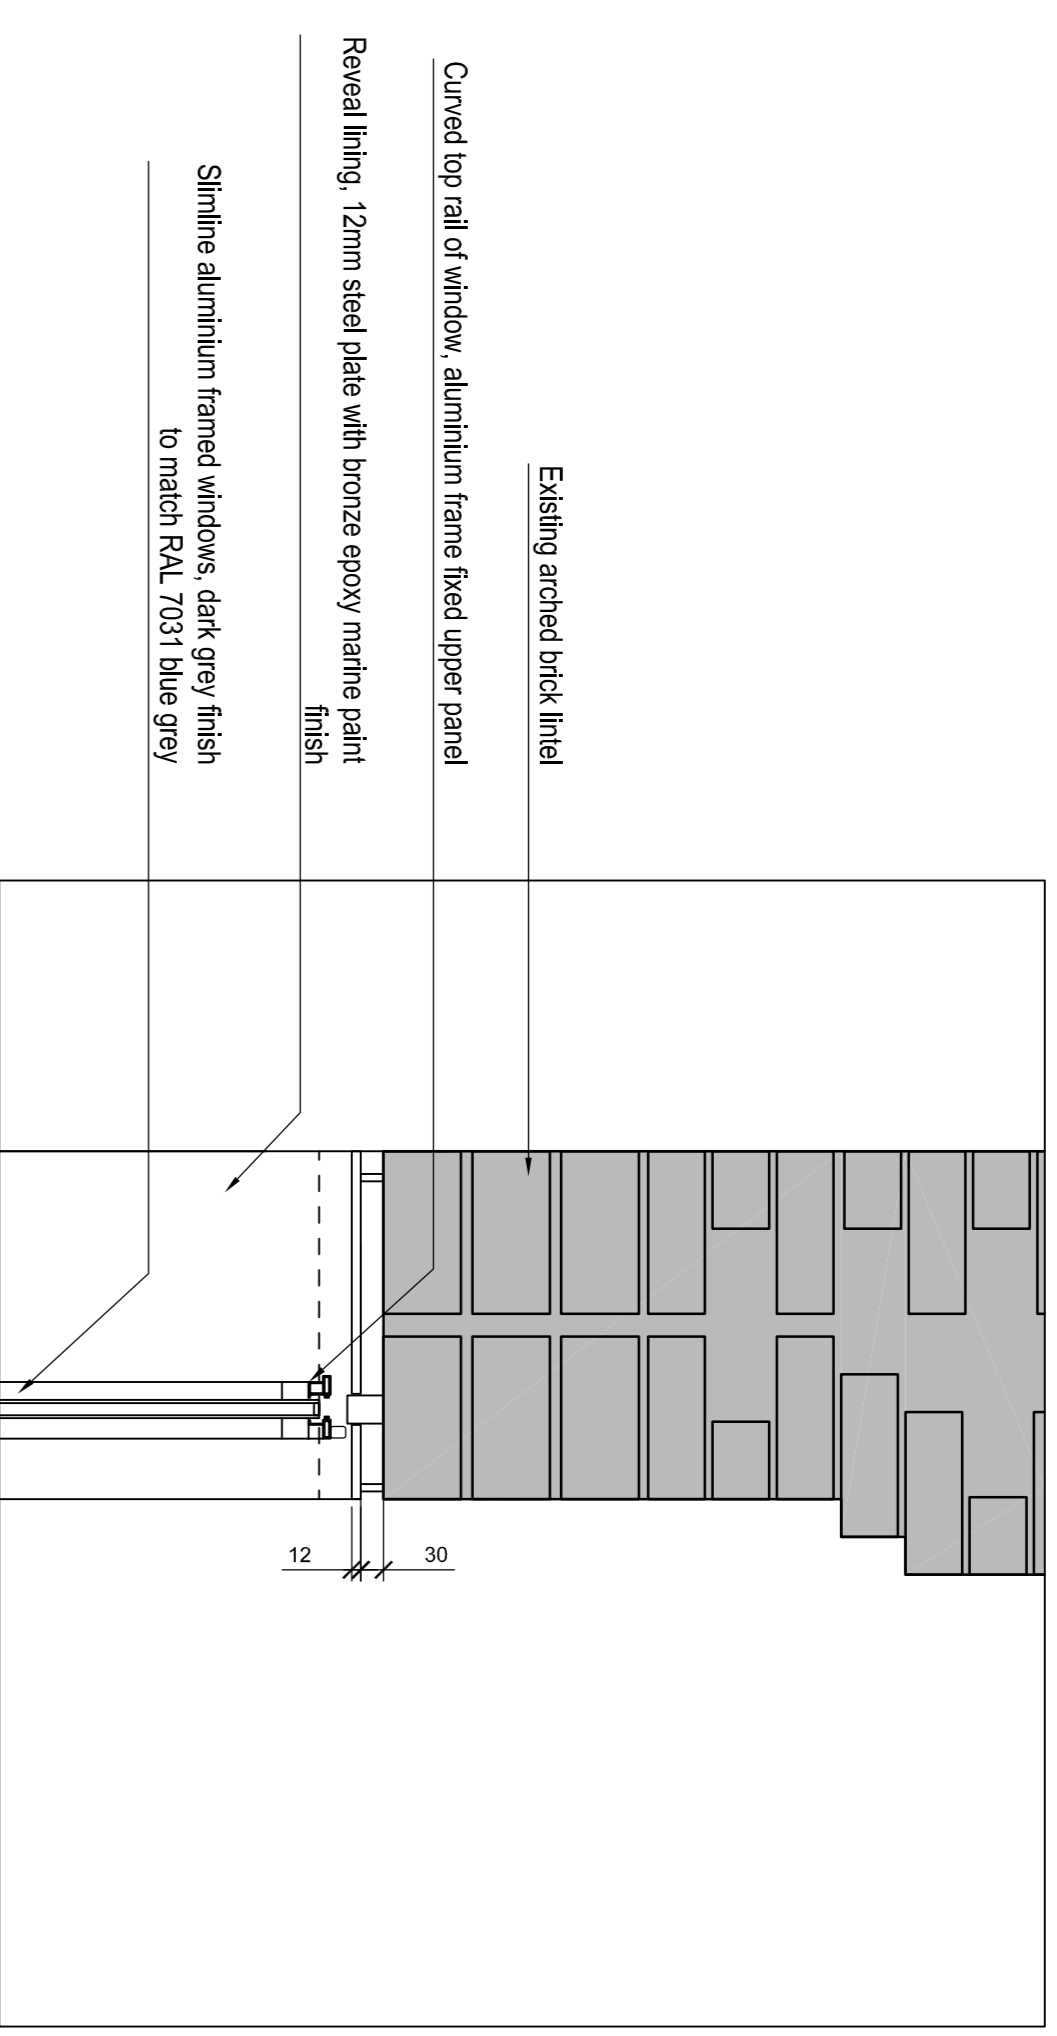 Existing arched brick lintel
Curved top rail of window, aluminium frame fixed upper panel
Reveal lining, 12mm steel plate with bronze epoxy marine paint
finish
Slimline aluminium framed windows, dark grey finish
to match RAL 7031 blue grey
12
30